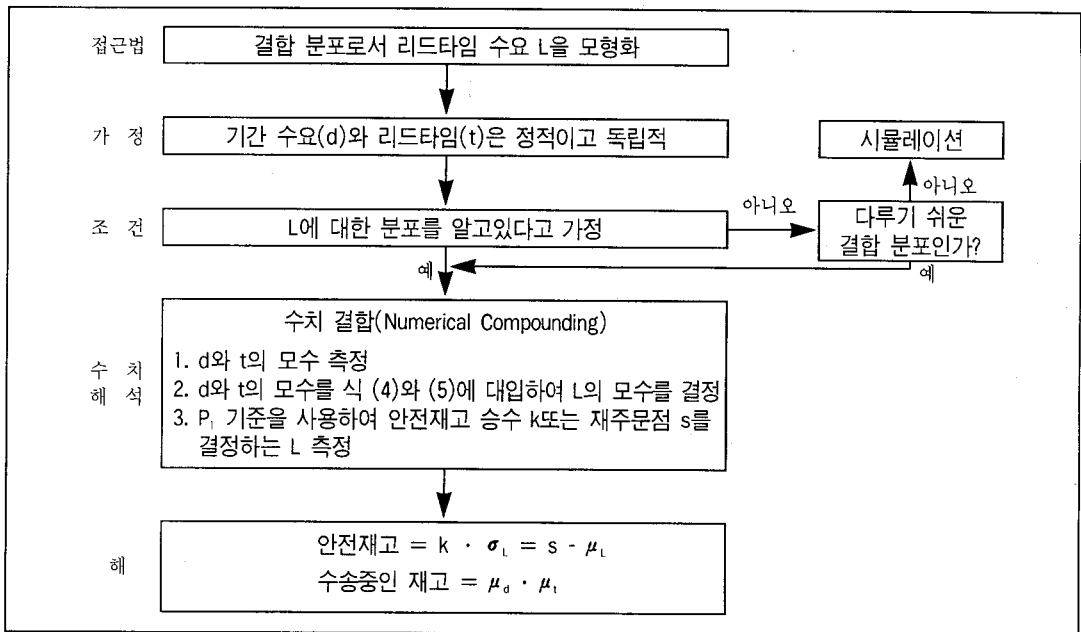 접근법
결합 분포로서 리드타임 수요 L을 모형화
가 정
기간 수요(d)와 리드타임(t)은 정적이고 독립적
시뮬레이션
아니오
조 건
L에 대한 분포를 알고있다고 가정
아니오
다루기 쉬운
결합 분포인가?
예
예
수 치
해 석
수치 결합(Numerical Compounding)
1. d와 t의 모수 측정
2. d와 t의 모수를 식 (4)와 (5)에 대입하여 L의 모수를 결정
3. P₁ 기준을 사용하여 안전재고 승수 k또는 재주문점 s를
결정하는 L 측정
해
안전재고 = k · σL = s - μL
수송중인 재고 = μd · μt